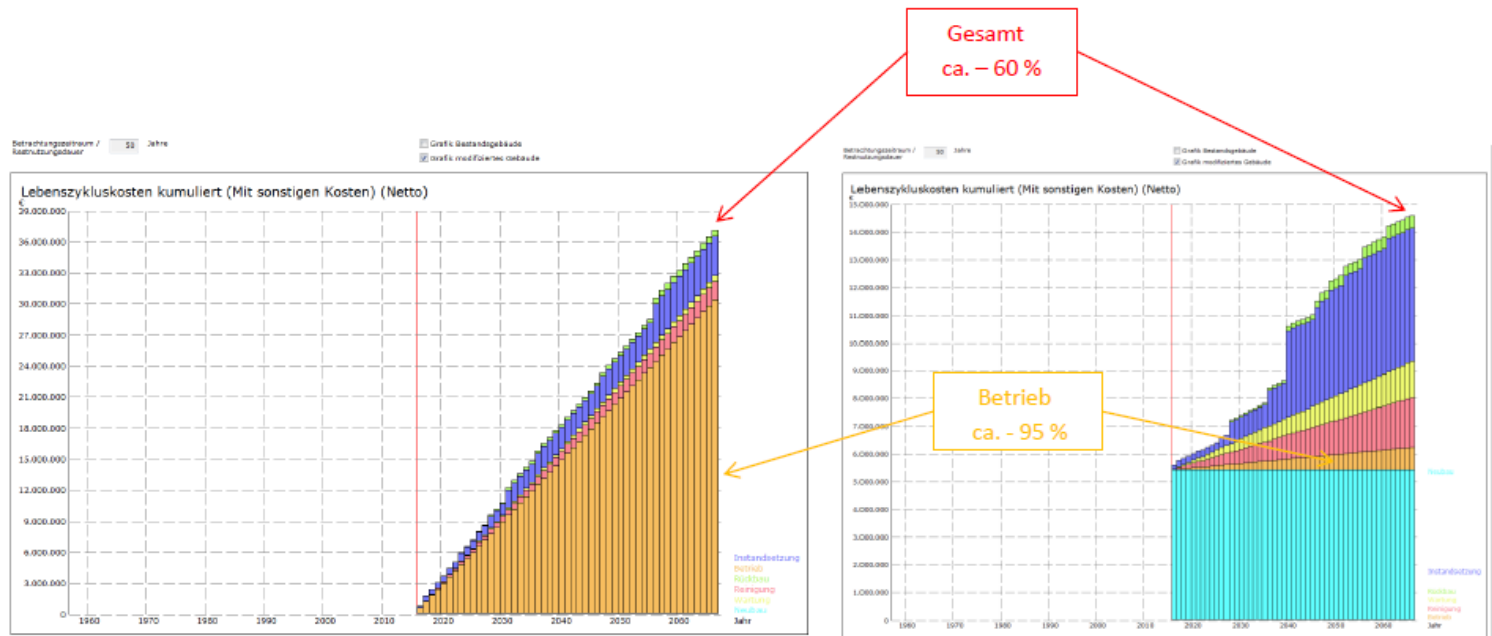 Gesamt
ca. – 60 %
Betrachtungszeitraum /
Restnutzungsdauer
50
Jahre
Grafik Bestandsgebäude
Grafik modifiziertes Gebäude
Lebenszykluskosten kumuliert (Mit sonstigen Kosten) (Netto)
€
39.000.000
36.000.000
33.000.000
30.000.000
27.000.000
24.000.000
21.000.000
18.000.000
15.000.000
12.000.000
9.000.000
6.000.000
3.000.000
0
1960
1970
1980
1990
2000
2010
2020
2030
2040
2050
2060
Jahr
Instandsetzung
Betrieb
Rückbau
Reinigung
Wartung
Neubau
Betrieb
ca. - 95 %
Betrachtungszeitraum /
Restnutzungsdauer
50
Jahre
Grafik Bestandsgebäude
Grafik modifiziertes Gebäude
Lebenszykluskosten kumuliert (Mit sonstigen Kosten) (Netto)
€
15.000.000
14.000.000
13.000.000
12.000.000
11.000.000
10.000.000
9.000.000
8.000.000
7.000.000
6.000.000
5.000.000
4.000.000
3.000.000
2.000.000
1.000.000
0
1960
1970
1980
1990
2000
2010
2020
2030
2040
2050
2060
Jahr
Neubau
Instandsetzung
Rückbau
Wartung
Reinigung
Betrieb